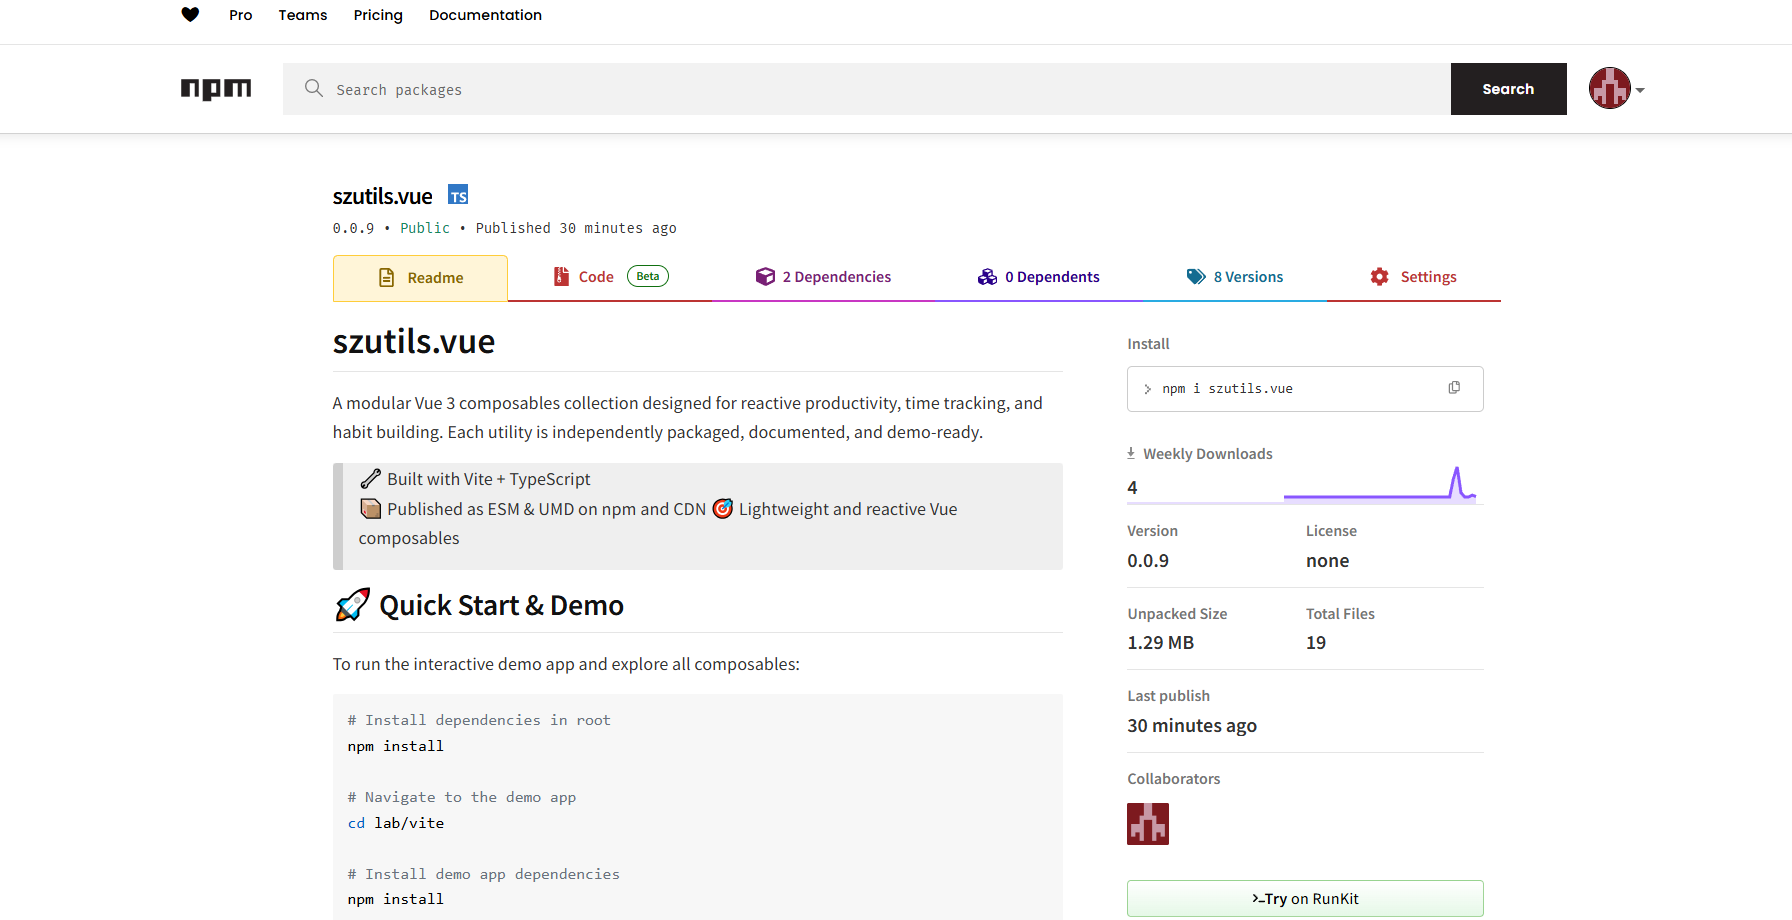 Pro Teams Pricing Documentation
npm Search packages Search
szutils.vue TS
0.0.9 • Public • Published 30 minutes ago
Readme Code Beta 2 Dependencies 0 Dependents 8 Versions Settings
szutils.vue
A modular Vue 3 composables collection designed for reactive productivity, time tracking, and
habit building. Each utility is independently packaged, documented, and demo-ready.
Built with Vite + TypeScript
Published as ESM & UMD on npm and CDN 🎯 Lightweight and reactive Vue
composables
🚀 Quick Start & Demo
To run the interactive demo app and explore all composables:
# Install dependencies in root
npm install
# Navigate to the demo app
cd lab/vite
# Install demo app dependencies
npm install
Install
> npm i szutils.vue
Weekly Downloads
4
Version License
0.0.9 none
Unpacked Size Total Files
1.29 MB 19
Last publish
30 minutes ago
Collaborators
Try on RunKit